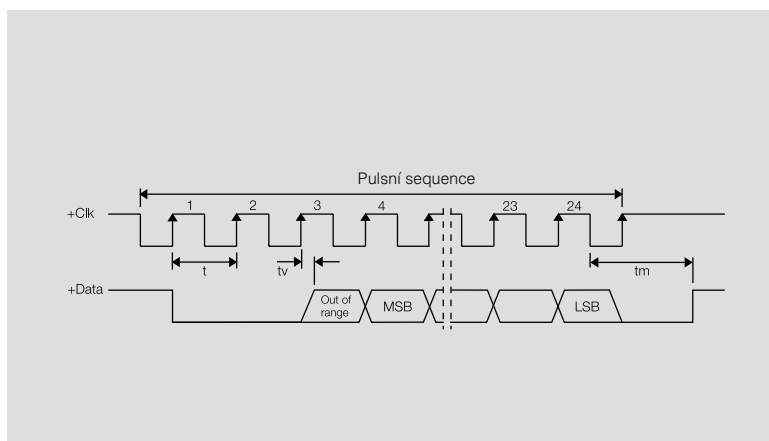 Pulsní sequence
+Clk 1 2 3 4 23 24
t tv tm
+Data Out of
range MSB LSB